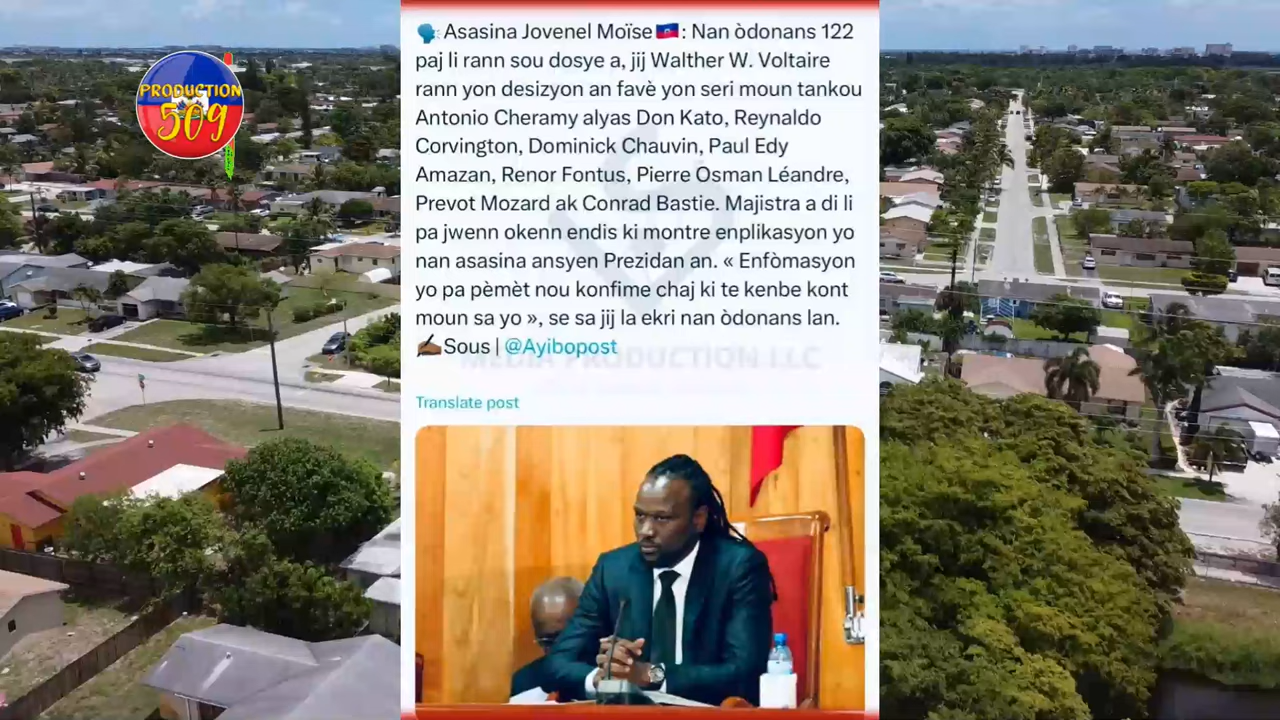 PRODUCTION
509
🗣️Asasina Jovenel Moïse🇭🇹: Nan òdonans 122
paj li rann sou dosye a, jij Walther W. Voltaire
rann yon desizyon an favè yon seri moun tankou
Antonio Cheramy alyas Don Kato, Reynaldo
Corvington, Dominick Chauvin, Paul Edy
Amazan, Renor Fontus, Pierre Osman Léandre,
Prevot Mozard ak Conrad Bastie. Majistra a di li
pa jwenn okenn endis ki montre enplikasyon yo
nan asasina ansyen Prezidan an. « Enfòmasyon
yo pa pèmèt nou konfime chaj ki te kenbe kont
moun sa yo », se sa jij la ekri nan òdonans lan.
✍🏾Sous | @Ayibopost
MEDIA PRODUCTION LLC
Translate post